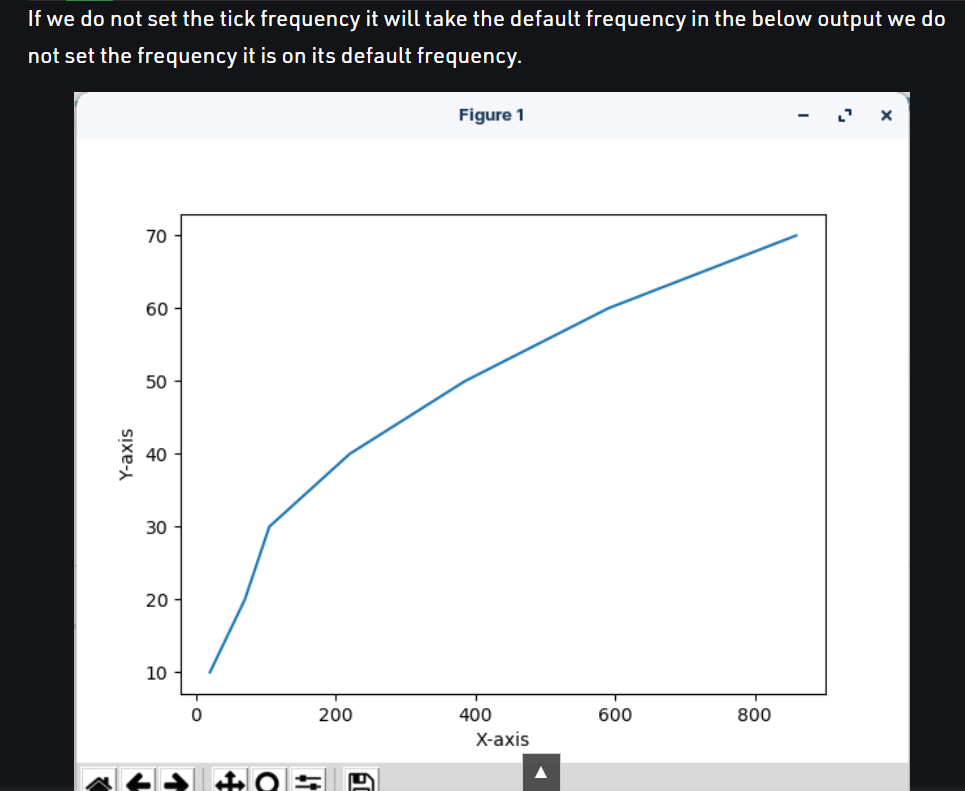 If we do not set the tick frequency it will take the default frequency in the below output we do
not set the frequency it is on its default frequency.
Figure 1
70
60
50
40
30
20
10
Y-axis
0 200 400 600 800
X-axis